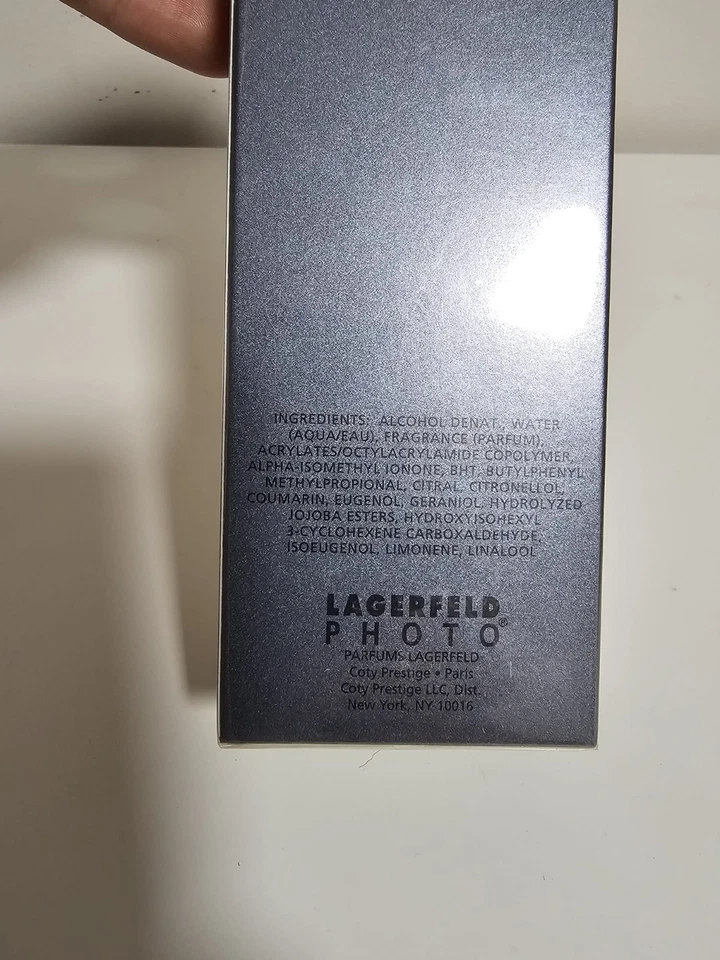 INGREDIENTS: ALCOHOL DENAT., WATER
(AQUA/EAU), FRAGRANCE (PARFUM),
ACRYLATES/OCTYLACRYLAMIDE COPOLYMER,
ALPHA-ISOMETHYL IONONE, BHT, BUTYLPHENYL
METHYLPROPIONAL, CITRAL, CITRONELLOL,
COUMARIN, EUGENOL, GERANIOL, HYDROLYZED
JOJOBA ESTERS, HYDROXYISOHEXYL
3-CYCLOHEXENE CARBOXALDEHYDE,
ISOEUGENOL, LIMONENE, LINALOOL
LAGERFELD
PHOTO®
PARFUMS LAGERFELD
Coty Prestige • Paris
Coty Prestige LLC, Dist.
New York, NY 10016